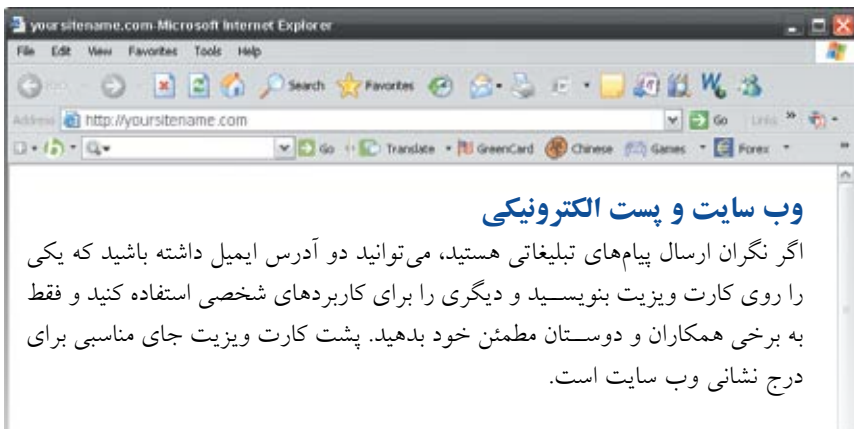 yoursitename.com-Microsoft Internet Explorer
File Edit View Favorites Tools Help
Search Favorites
Address http://yoursitename.com Go Links »
Go Translate GreenCard Chinese Games Forex »
وب سایت و پست الکترونیکی
اگر نگران ارسال پیام‌های تبلیغاتی هستید، می‌توانید دو آدرس ایمیل داشته باشید که یکی
را روی کارت ویزیت بنویســید و دیگری را برای کاربردهای شخصی استفاده کنید و فقط
به برخی همکاران و دوســتان مطمئن خود بدهید. پشت کارت ویزیت جای مناسبی برای
درج نشانی وب سایت است.